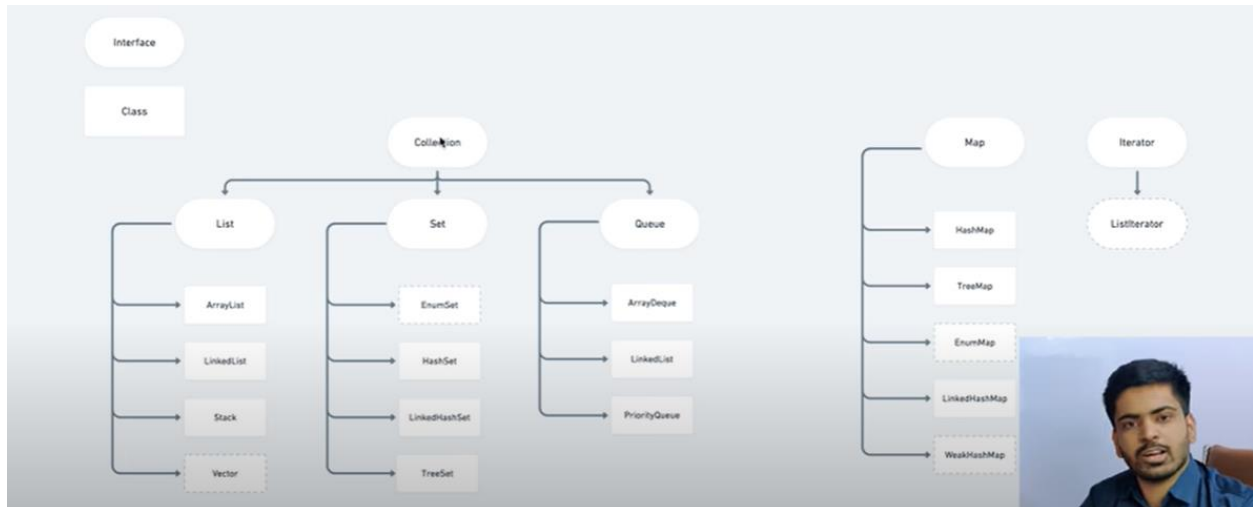 Interface
Class
Collection
Map
Iterator
List
Set
Queue
ListIterator
HashMap
TreeMap
EnumMap
LinkedHashMap
WeakHashMap
ArrayList
LinkedList
Stack
Vector
EnumSet
HashSet
LinkedHashSet
TreeSet
ArrayDeque
LinkedList
PriorityQueue